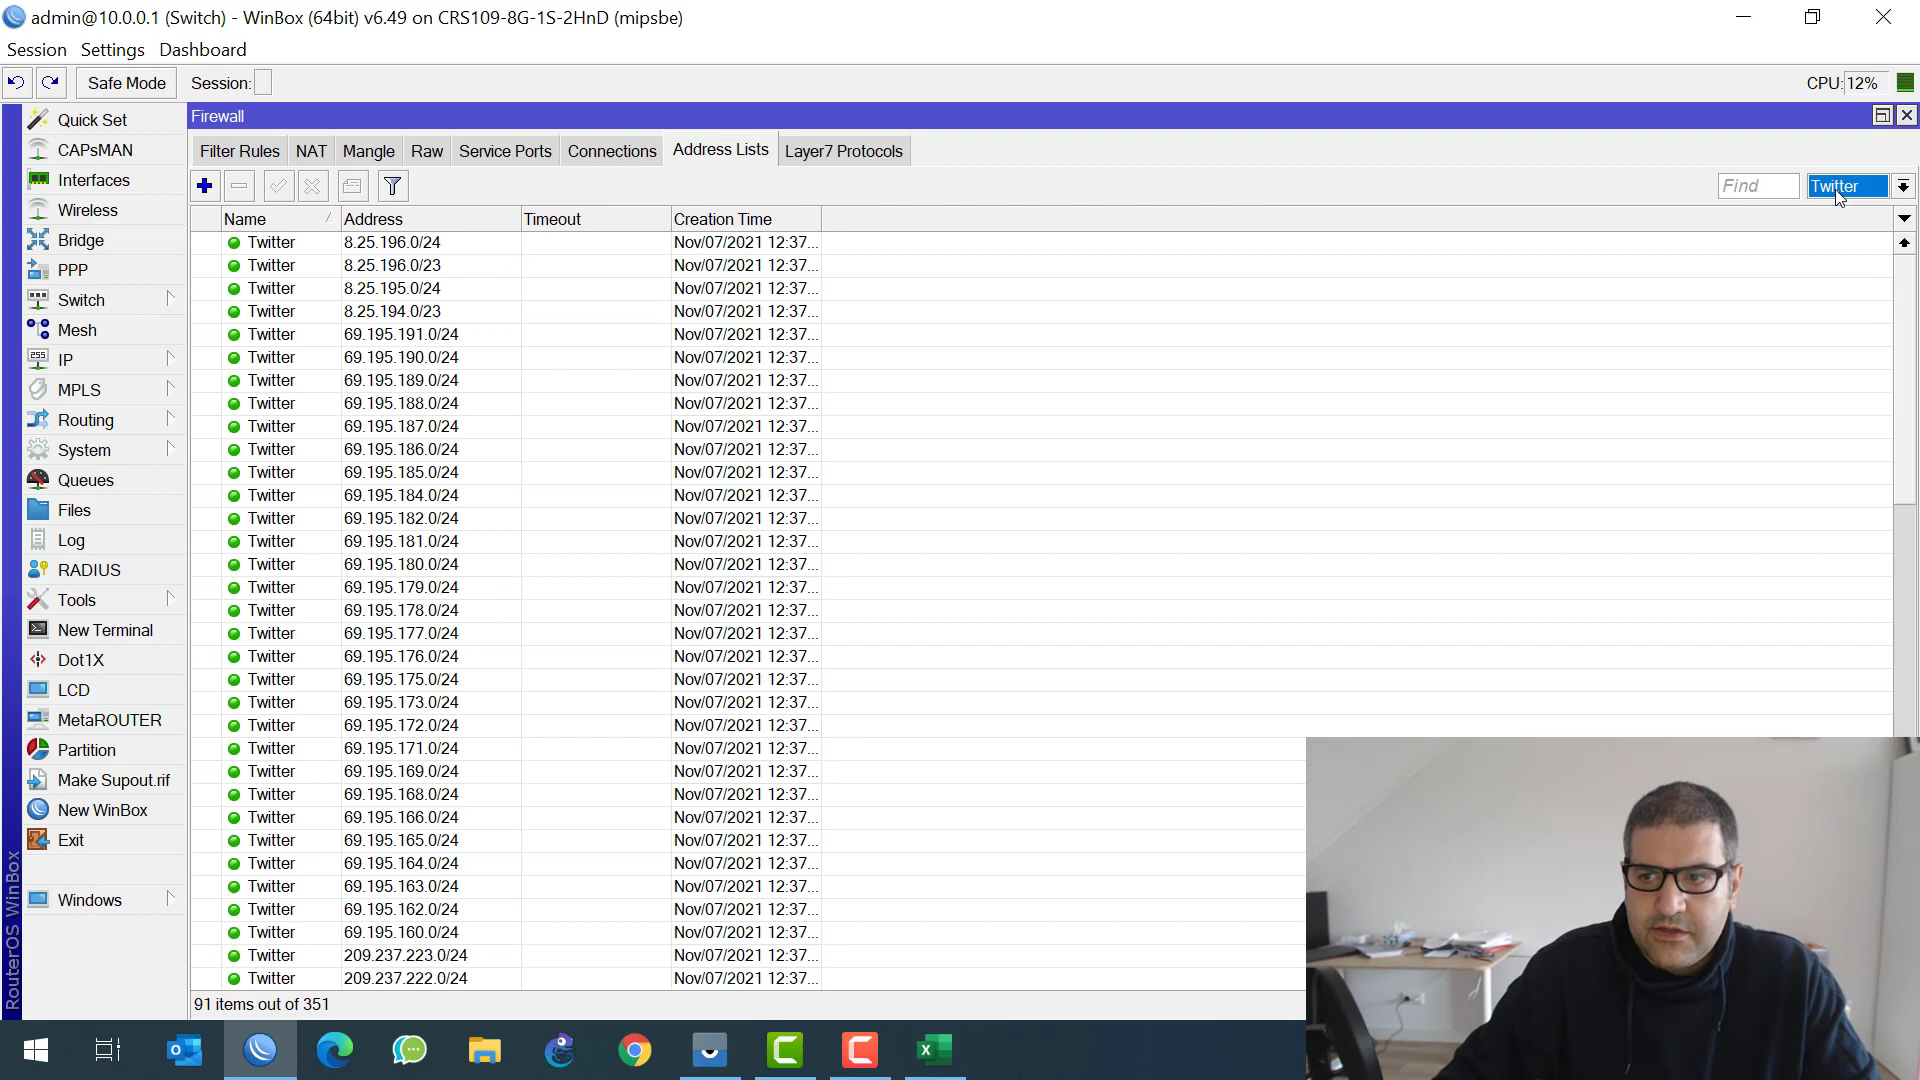 admin@10.0.0.1 (Switch) - WinBox (64bit) v6.49 on CRS109-8G-1S-2HnD (mipsbe)
Session Settings Dashboard
Safe Mode Session: CPU: 12%
Quick Set
CAPsMAN
Interfaces
Wireless
Bridge
PPP
Switch
Mesh
IP
MPLS
Routing
System
Queues
Files
Log
RADIUS
Tools
New Terminal
Dot1X
LCD
MetaROUTER
Partition
Make Supout.rif
New WinBox
Exit
Windows
RouterOS WinBox
Firewall
Filter Rules NAT Mangle Raw Service Ports Connections Address Lists Layer7 Protocols
Find Twitter
Name Address Timeout Creation Time
Twitter 8.25.196.0/24 Nov/07/2021 12:37...
Twitter 8.25.196.0/23 Nov/07/2021 12:37...
Twitter 8.25.195.0/24 Nov/07/2021 12:37...
Twitter 8.25.194.0/23 Nov/07/2021 12:37...
Twitter 69.195.191.0/24 Nov/07/2021 12:37...
Twitter 69.195.190.0/24 Nov/07/2021 12:37...
Twitter 69.195.189.0/24 Nov/07/2021 12:37...
Twitter 69.195.188.0/24 Nov/07/2021 12:37...
Twitter 69.195.187.0/24 Nov/07/2021 12:37...
Twitter 69.195.186.0/24 Nov/07/2021 12:37...
Twitter 69.195.185.0/24 Nov/07/2021 12:37...
Twitter 69.195.184.0/24 Nov/07/2021 12:37...
Twitter 69.195.182.0/24 Nov/07/2021 12:37...
Twitter 69.195.181.0/24 Nov/07/2021 12:37...
Twitter 69.195.180.0/24 Nov/07/2021 12:37...
Twitter 69.195.179.0/24 Nov/07/2021 12:37...
Twitter 69.195.178.0/24 Nov/07/2021 12:37...
Twitter 69.195.177.0/24 Nov/07/2021 12:37...
Twitter 69.195.176.0/24 Nov/07/2021 12:37...
Twitter 69.195.175.0/24 Nov/07/2021 12:37...
Twitter 69.195.173.0/24 Nov/07/2021 12:37...
Twitter 69.195.172.0/24 Nov/07/2021 12:37...
Twitter 69.195.171.0/24 Nov/07/2021 12:37...
Twitter 69.195.169.0/24 Nov/07/2021 12:37...
Twitter 69.195.168.0/24 Nov/07/2021 12:37...
Twitter 69.195.166.0/24 Nov/07/2021 12:37...
Twitter 69.195.165.0/24 Nov/07/2021 12:37...
Twitter 69.195.164.0/24 Nov/07/2021 12:37...
Twitter 69.195.163.0/24 Nov/07/2021 12:37...
Twitter 69.195.162.0/24 Nov/07/2021 12:37...
Twitter 69.195.160.0/24 Nov/07/2021 12:37...
Twitter 209.237.223.0/24 Nov/07/2021 12:37...
Twitter 209.237.222.0/24 Nov/07/2021 12:37...
91 items out of 351